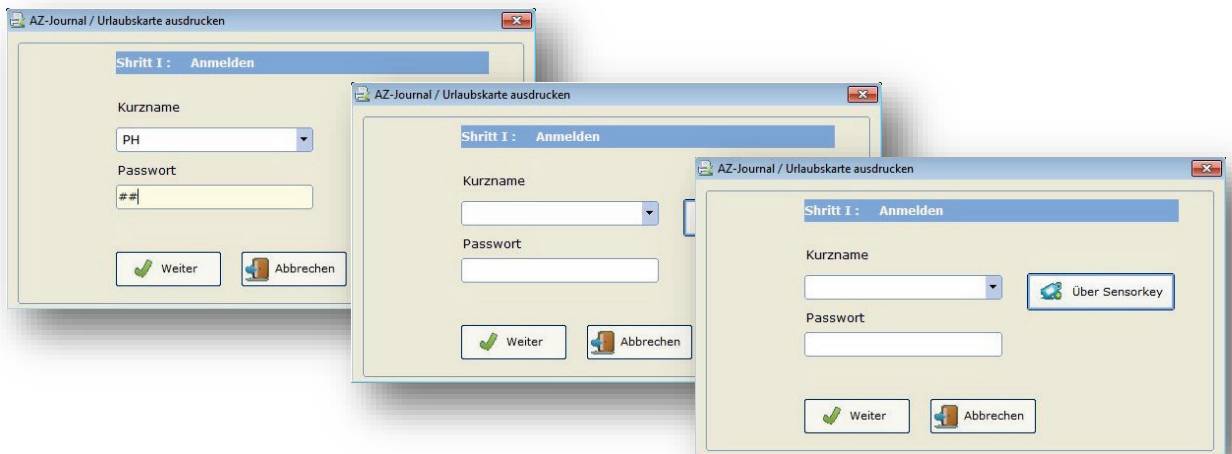 AZ-Journal / Urlaubskarte ausdrucken
Shritt I : Anmelden
Kurzname
PH
Passwort
##
Weiter Abbrechen
AZ-Journal / Urlaubskarte ausdrucken
Shritt I : Anmelden
Kurzname
Passwort
Weiter Abbrechen
AZ-Journal / Urlaubskarte ausdrucken
Shritt I : Anmelden
Kurzname
Über Sensorkey
Passwort
Weiter Abbrechen